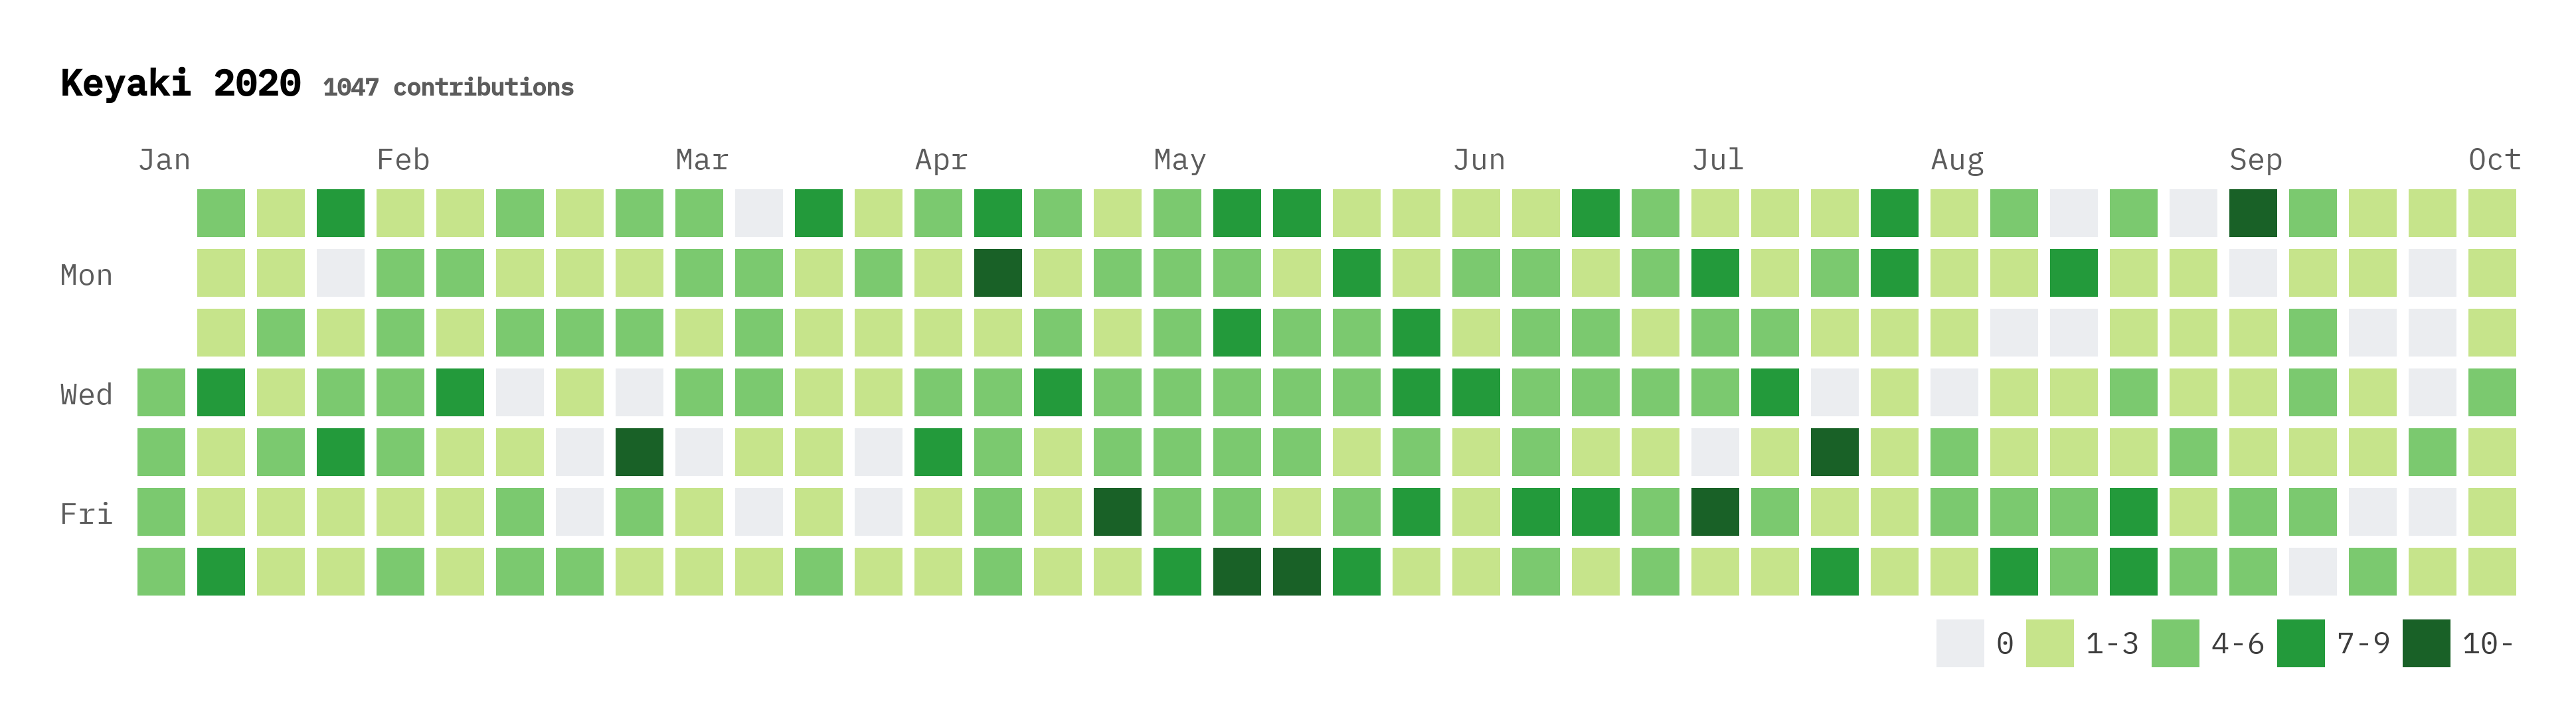 Keyaki 2020 1047 contributions
Jan Feb Mar Apr May Jun Jul Aug Sep Oct
Mon
Wed
Fri
0 1-3 4-6 7-9 10-